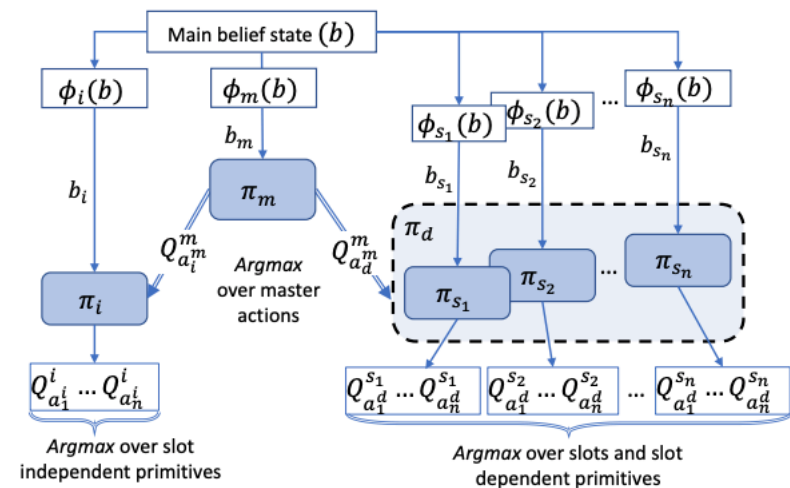 Main belief state (b)
ϕ_i(b)
ϕ_m(b)
ϕ_{s_1}(b)
ϕ_{s_2}(b)
...
ϕ_{s_n}(b)
b_i
b_m
b_{s_1}
b_{s_2}
b_{s_n}
π_m
Q^m_{a^m_i}
Argmax
over master
actions
Q^m_{a^m_d}
π_d
π_i
π_{s_1}
π_{s_2}
...
π_{s_n}
Q^i_{a^i_1} ... Q^i_{a^i_n}
Q^{s_1}_{a^d_1} ... Q^{s_1}_{a^d_n}
Q^{s_2}_{a^d_1} ... Q^{s_2}_{a^d_n}
...
Q^{s_n}_{a^d_1} ... Q^{s_n}_{a^d_n}
Argmax over slot
independent primitives
Argmax over slots and slot
dependent primitives